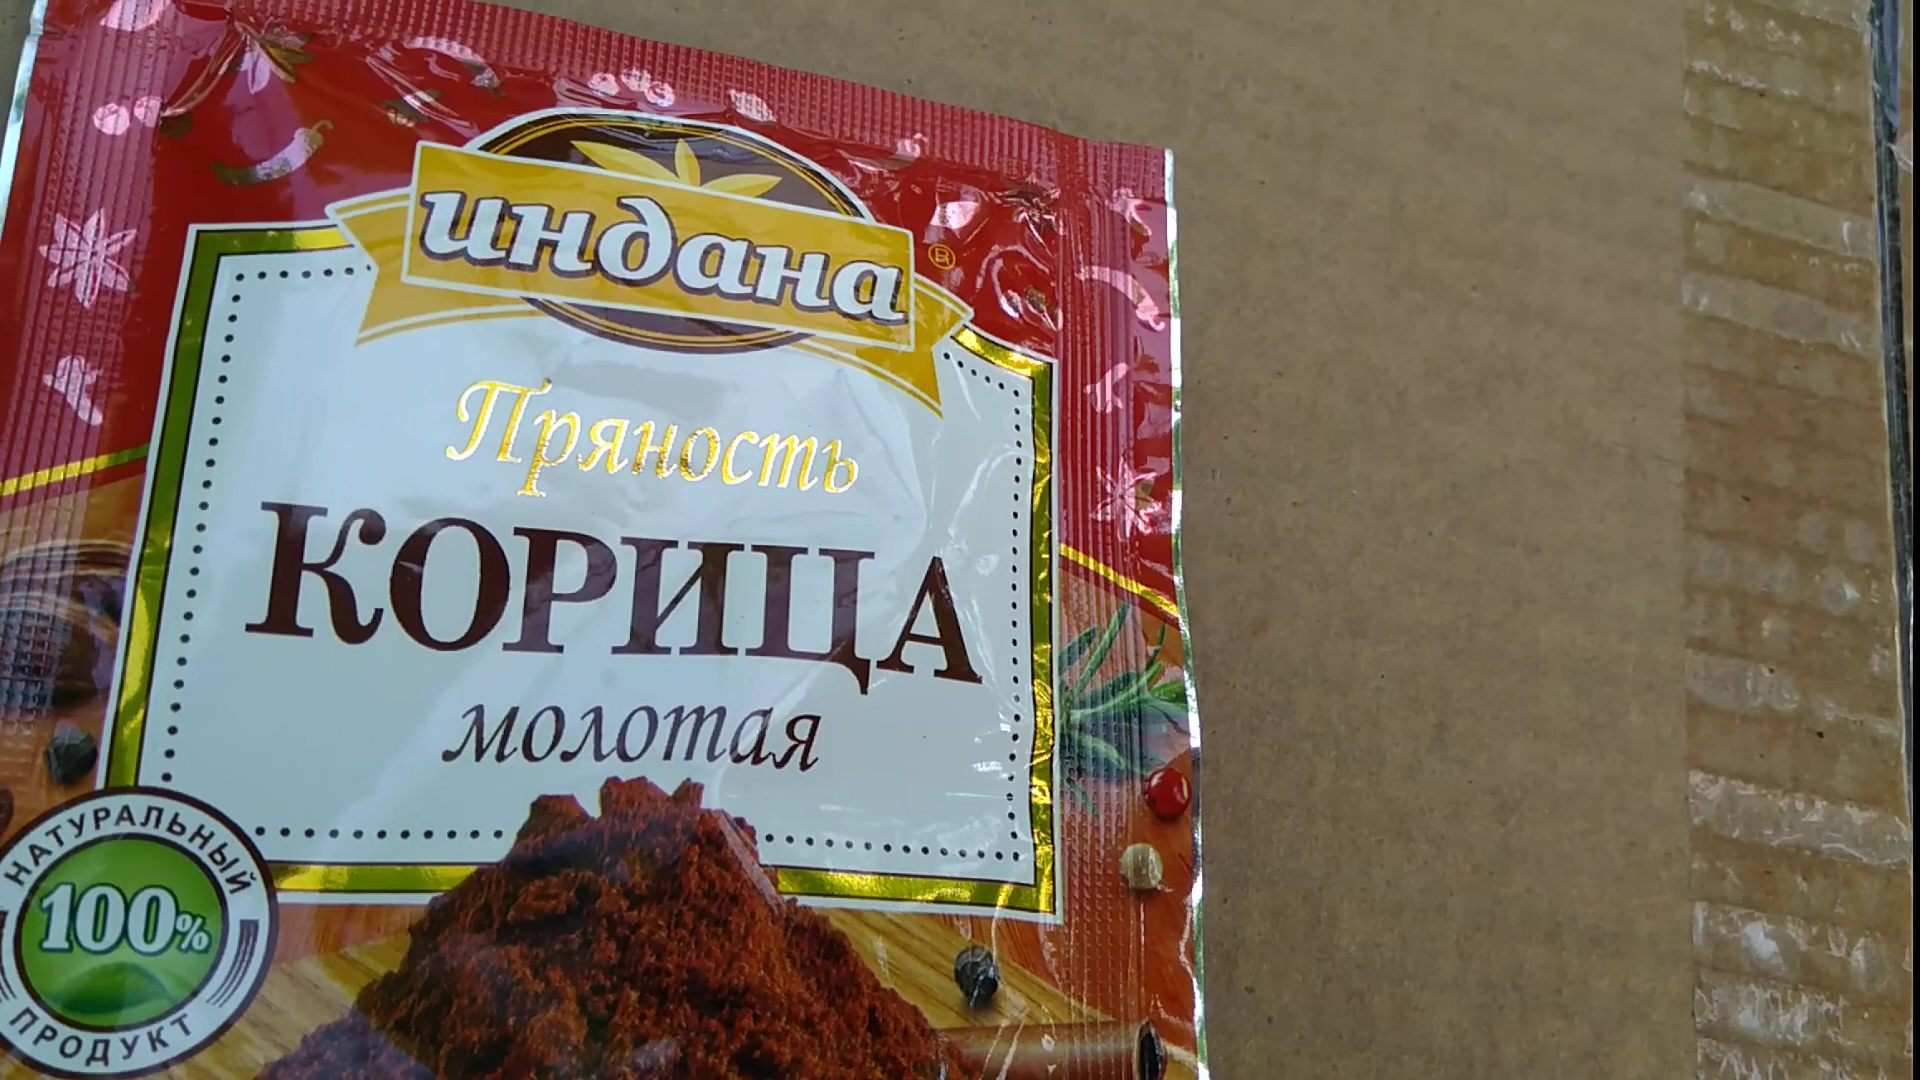 индана ®
Пряность
КОРИЦА
молотая
НАТУРАЛЬНЫЙ
100%
ПРОДУКТ